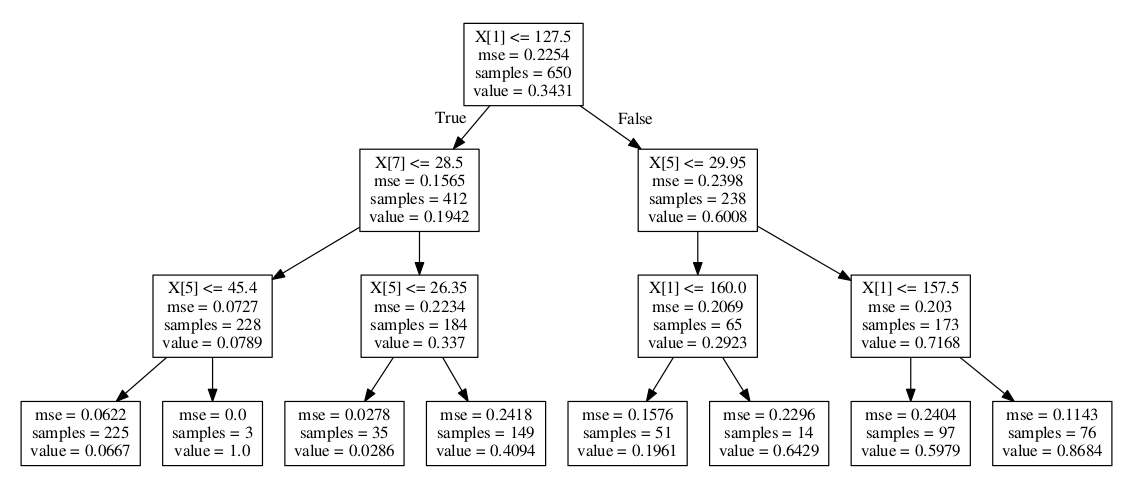 X[1] <= 127.5
mse = 0.2254
samples = 650
value = 0.3431
True
False
X[7] <= 28.5
mse = 0.1565
samples = 412
value = 0.1942
X[5] <= 29.95
mse = 0.2398
samples = 238
value = 0.6008
X[5] <= 45.4
mse = 0.0727
samples = 228
value = 0.0789
X[5] <= 26.35
mse = 0.2234
samples = 184
value = 0.337
X[1] <= 160.0
mse = 0.2069
samples = 65
value = 0.2923
X[1] <= 157.5
mse = 0.203
samples = 173
value = 0.7168
mse = 0.0622
samples = 225
value = 0.0667
mse = 0.0
samples = 3
value = 1.0
mse = 0.0278
samples = 35
value = 0.0286
mse = 0.2418
samples = 149
value = 0.4094
mse = 0.1576
samples = 51
value = 0.1961
mse = 0.2296
samples = 14
value = 0.6429
mse = 0.2404
samples = 97
value = 0.5979
mse = 0.1143
samples = 76
value = 0.8684